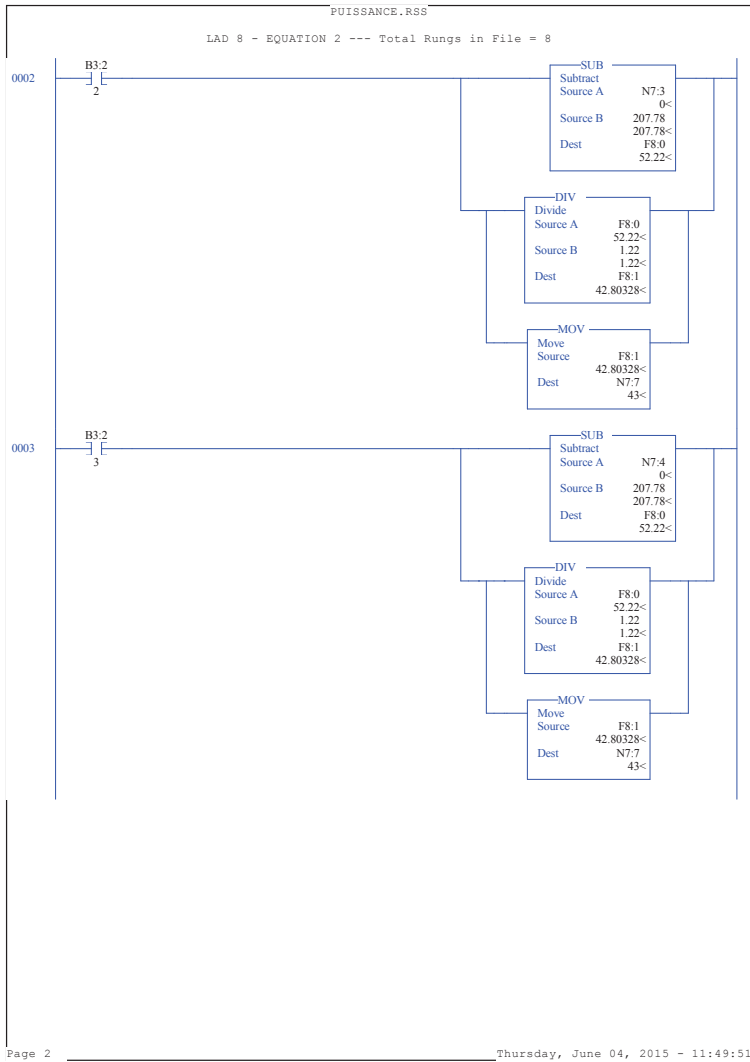 PUISSANCE.RSS
LAD 8 - EQUATION 2 --- Total Rungs in File = 8
0002
B3:2
2
SUB
Subtract
Source A N7:3
0<
Source B 207.78
207.78<
Dest F8:0
52.22<
DIV
Divide
Source A F8:0
52.22<
Source B 1.22
1.22<
Dest F8:1
42.80328<
MOV
Move
Source F8:1
42.80328<
Dest N7:7
43<
0003
B3:2
3
SUB
Subtract
Source A N7:4
0<
Source B 207.78
207.78<
Dest F8:0
52.22<
DIV
Divide
Source A F8:0
52.22<
Source B 1.22
1.22<
Dest F8:1
42.80328<
MOV
Move
Source F8:1
42.80328<
Dest N7:7
43<
Page 2 Thursday, June 04, 2015 - 11:49:51